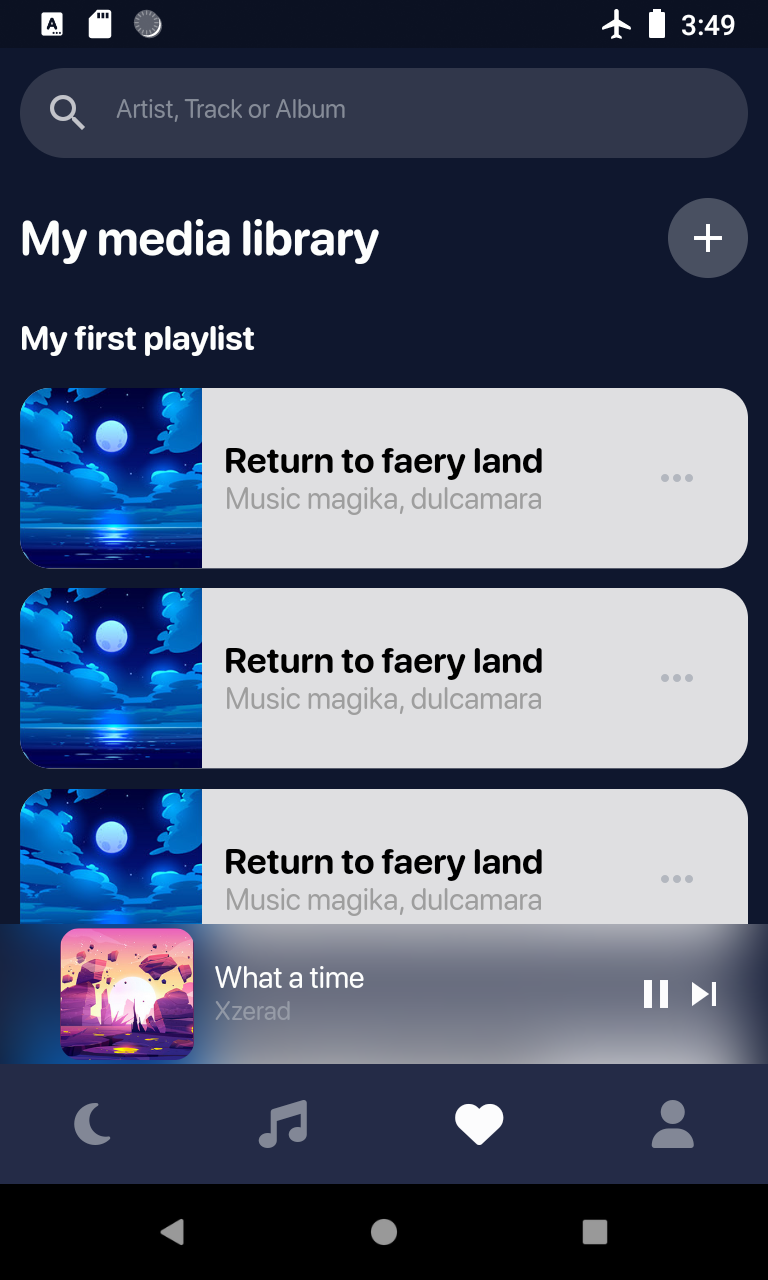 3:49
Artist, Track or Album
My media library
My first playlist
Return to faery land
Music magika, dulcamara
Return to faery land
Music magika, dulcamara
Return to faery land
Music magika, dulcamara
What a time
Xzerad